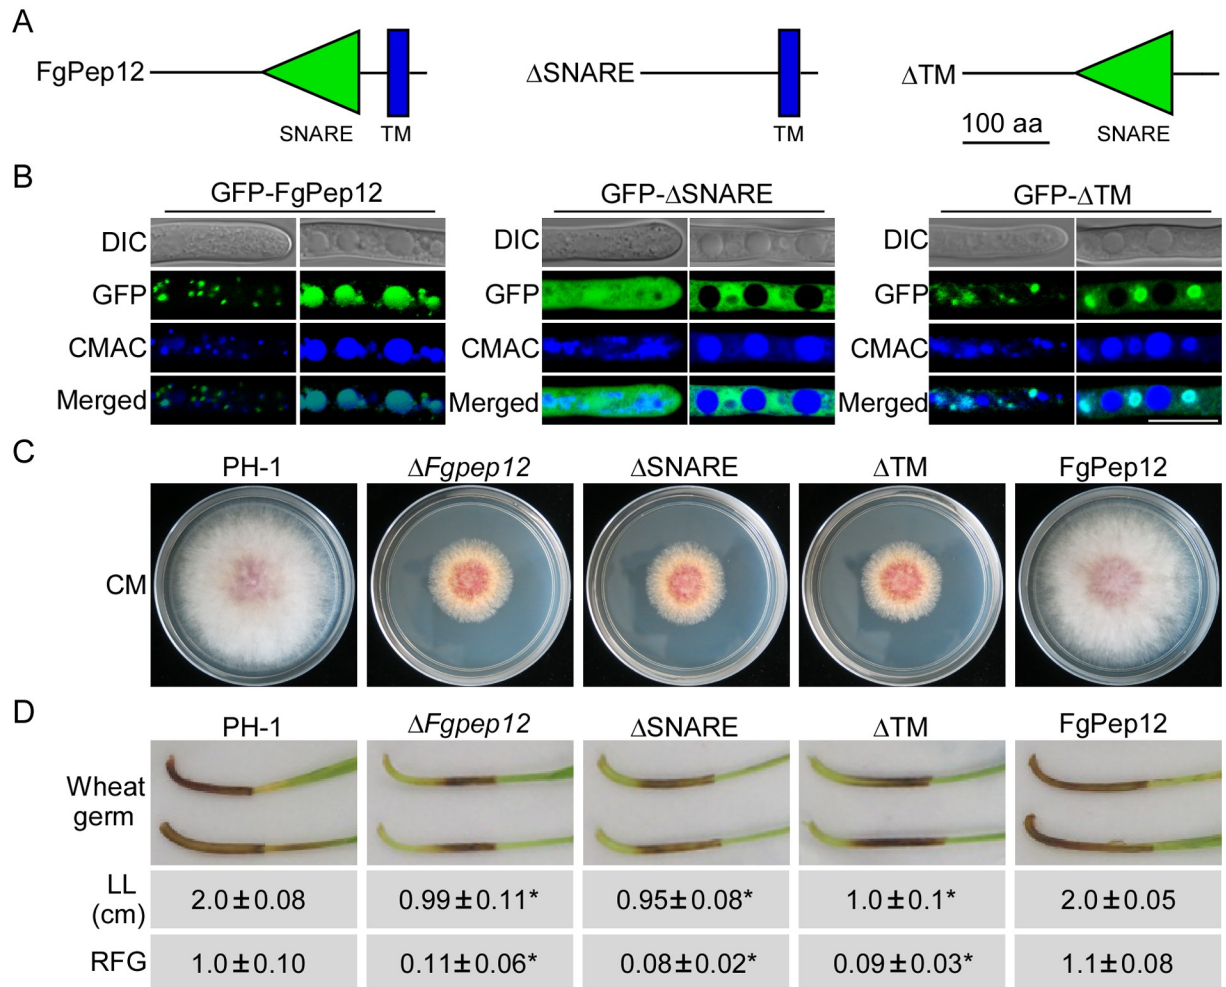 A
FgPep12
SNARE
TM
ΔSNARE
TM
ΔTM
100 aa
SNARE
B
GFP-FgPep12
GFP-ΔSNARE
GFP-ΔTM
DIC
DIC
DIC
GFP
GFP
GFP
CMAC
CMAC
CMAC
Merged
Merged
Merged
C
PH-1
ΔFgpep12
ΔSNARE
ΔTM
FgPep12
CM
D
PH-1
ΔFgpep12
ΔSNARE
ΔTM
FgPep12
Wheat
germ
LL
(cm)
2.0±0.08
0.99±0.11*
0.95±0.08*
1.0±0.1*
2.0±0.05
RFG
1.0±0.10
0.11±0.06*
0.08±0.02*
0.09±0.03*
1.1±0.08